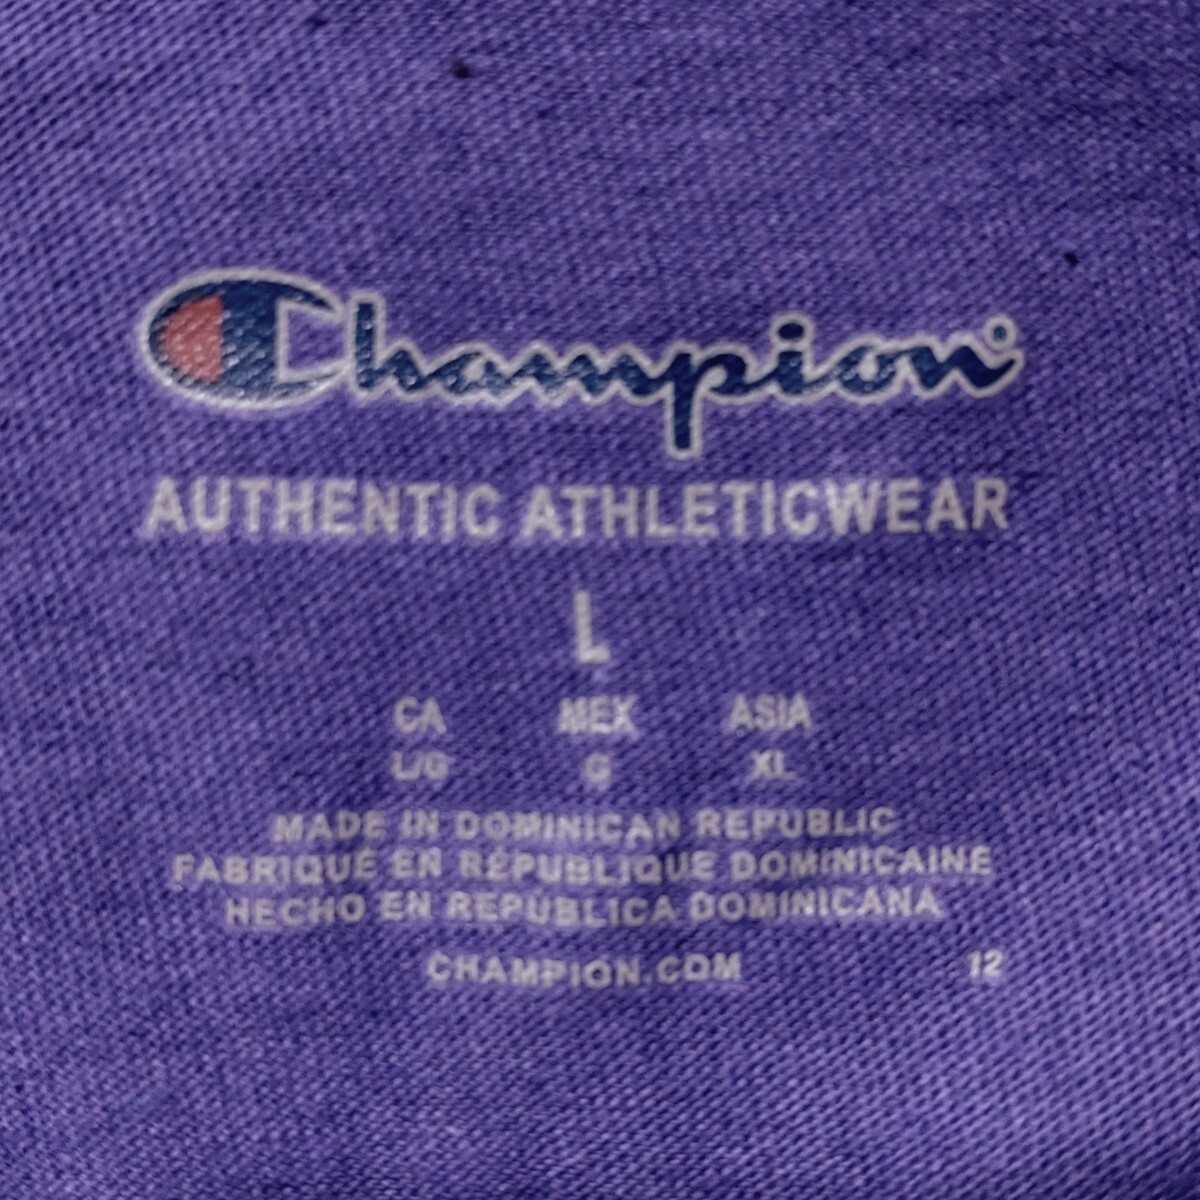 Champion
AUTHENTIC ATHLETICWEAR
L
CA MEX ASIA
L/G G XL
MADE IN DOMINICAN REPUBLIC
FABRIQUÉ EN RÉPUBLIQUE DOMINICAINE
HECHO EN REPÚBLICA DOMINICANA
CHAMPION.COM 12